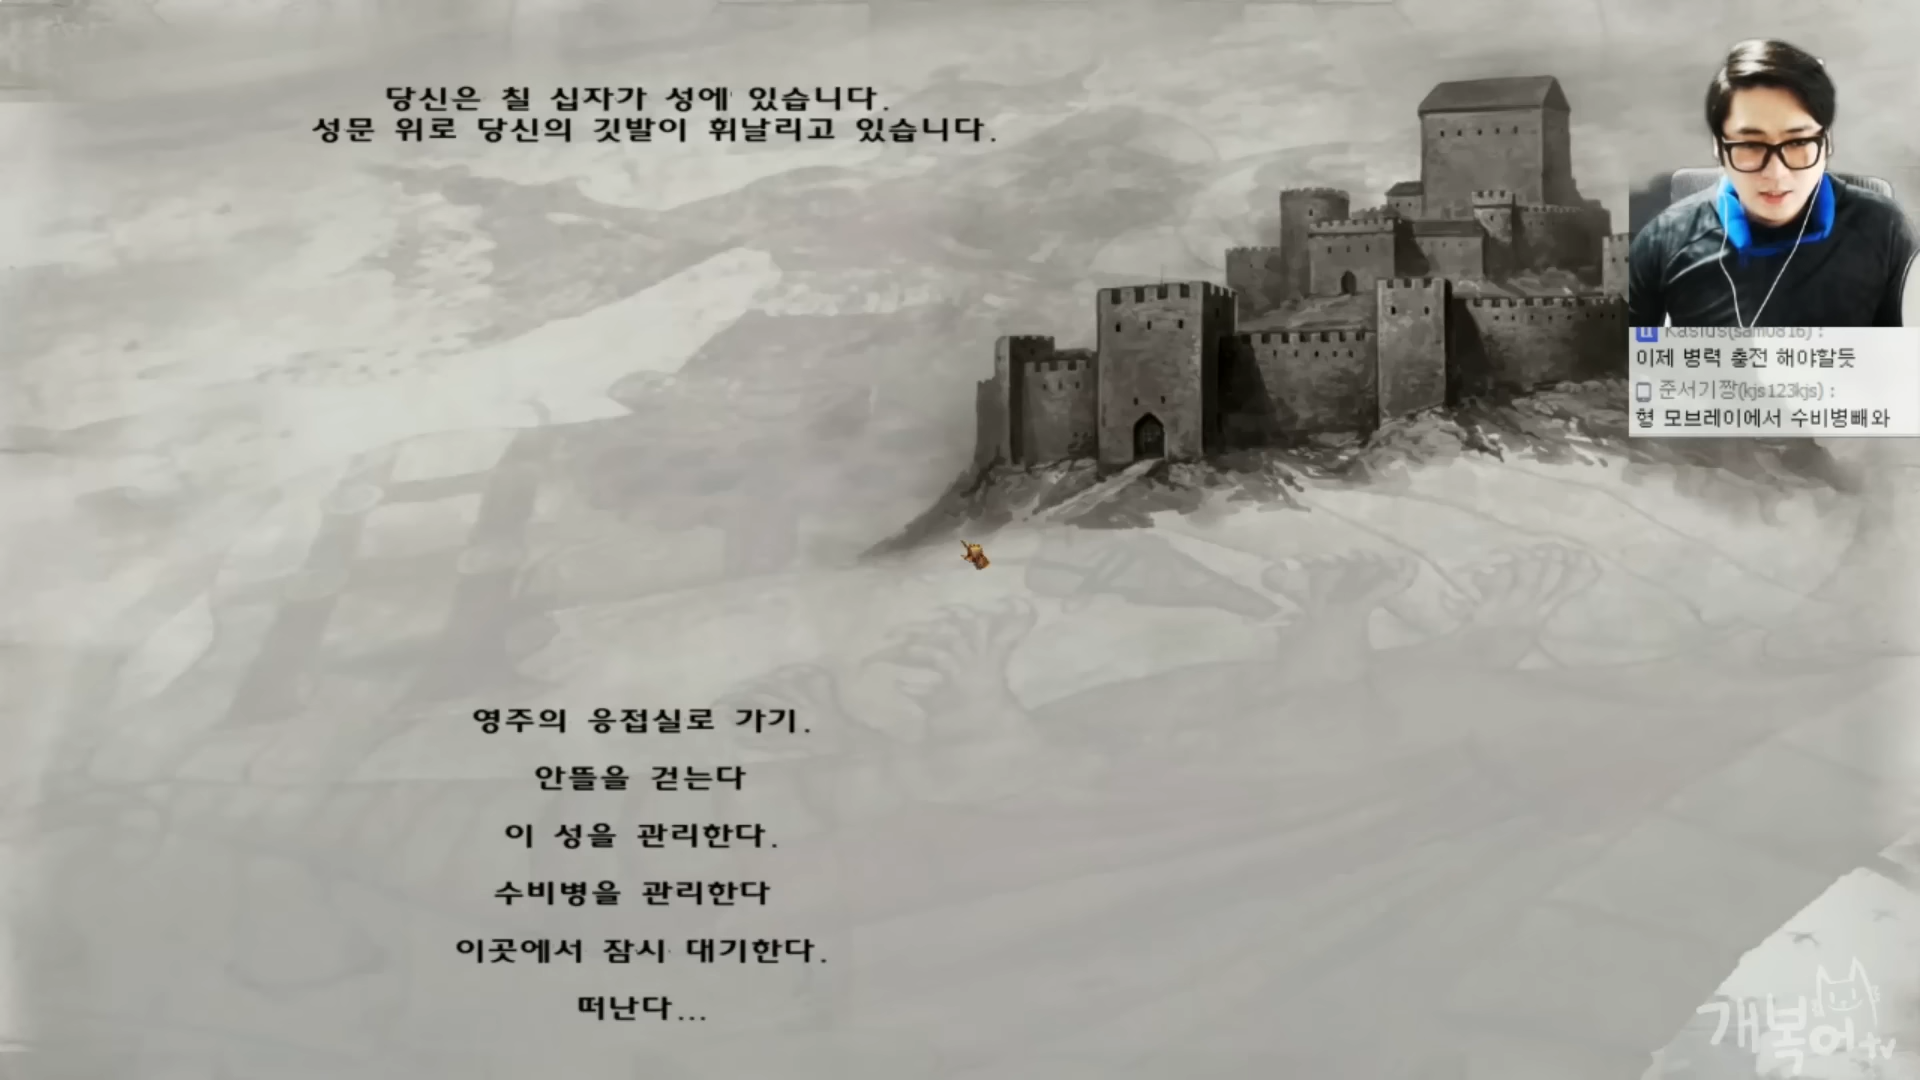 당신은 칠 십자가 성에 있습니다.
성문 위로 당신의 깃발이 휘날리고 있습니다.
Kasius(sam0816) :
이제 병력 충전 해야할듯
준서기짱(kjs123kjs) :
형 모브레이에서 수비병빼와
영주의 응접실로 가기.
안뜰을 걷는다
이 성을 관리한다.
수비병을 관리한다
이곳에서 잠시 대기한다.
떠난다...
개복어tv